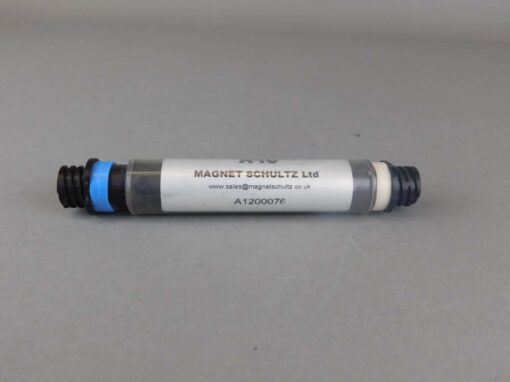 MAGNET SCHULTZ Ltd
www.sales@magnetschultz.co.uk
A1200076